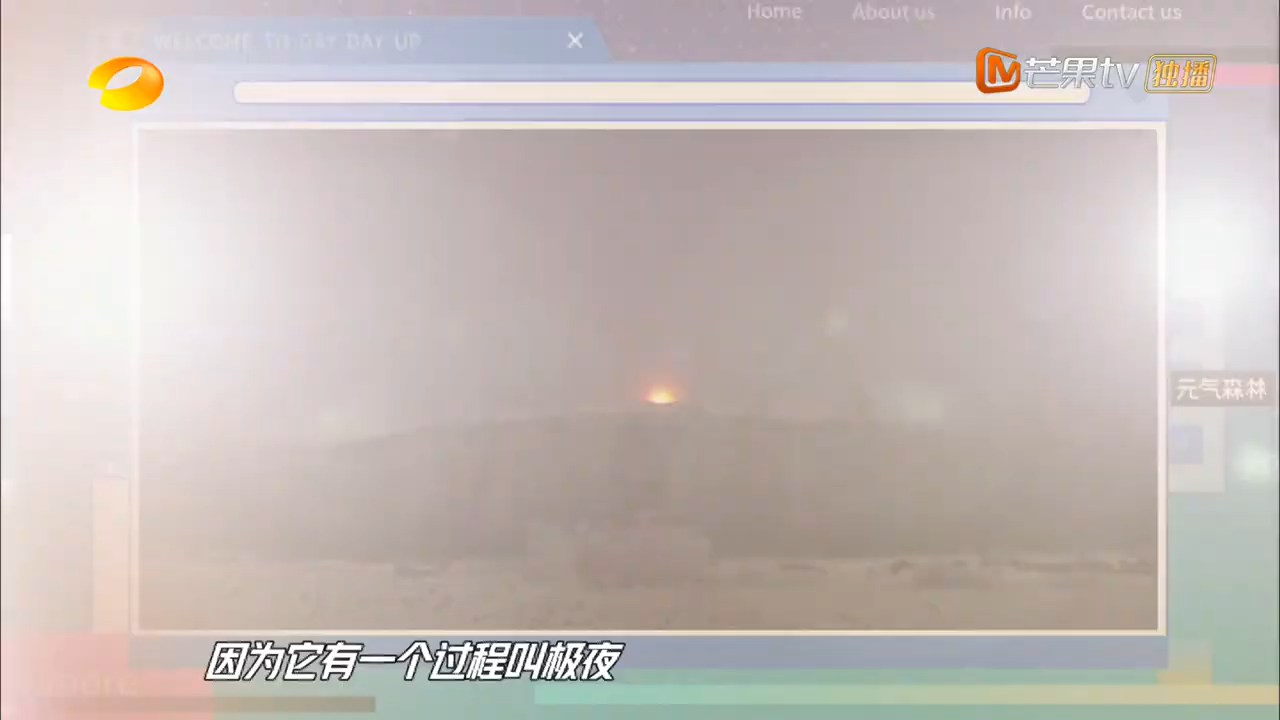 Home About us Info Contact us
WELCOME TO DAY DAY UP ×
芒果tv 独播
元气森林
因为它有一个过程叫极夜
more